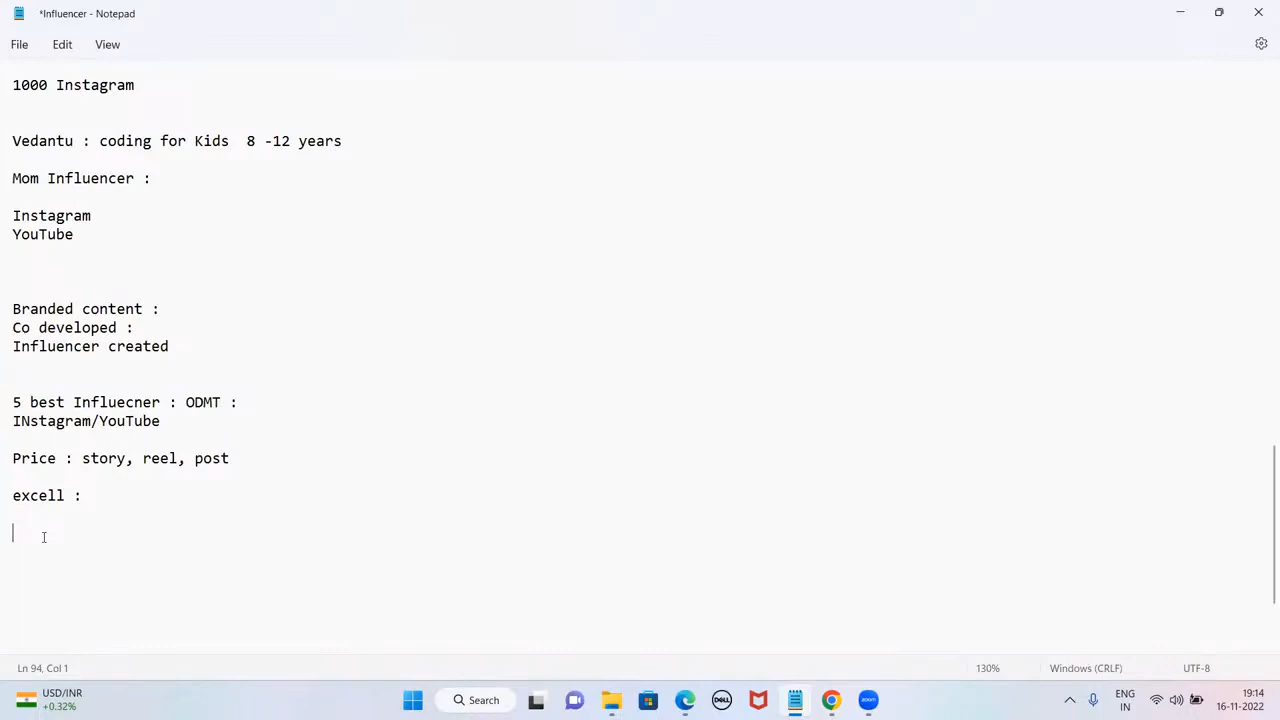 *Influencer - Notepad
File Edit View
1000 Instagram
Vedantu : coding for Kids  8 -12 years
Mom Influencer :
Instagram
YouTube
Branded content :
Co developed :
Influencer created
5 best Influecner : ODMT :
INstagram/YouTube
Price : story, reel, post
excell :
Ln 94, Col 1
130%
Windows (CRLF)
UTF-8
USD/INR
+0.32%
Search
DELL
zoom
ENG
IN
19:14
16-11-2022